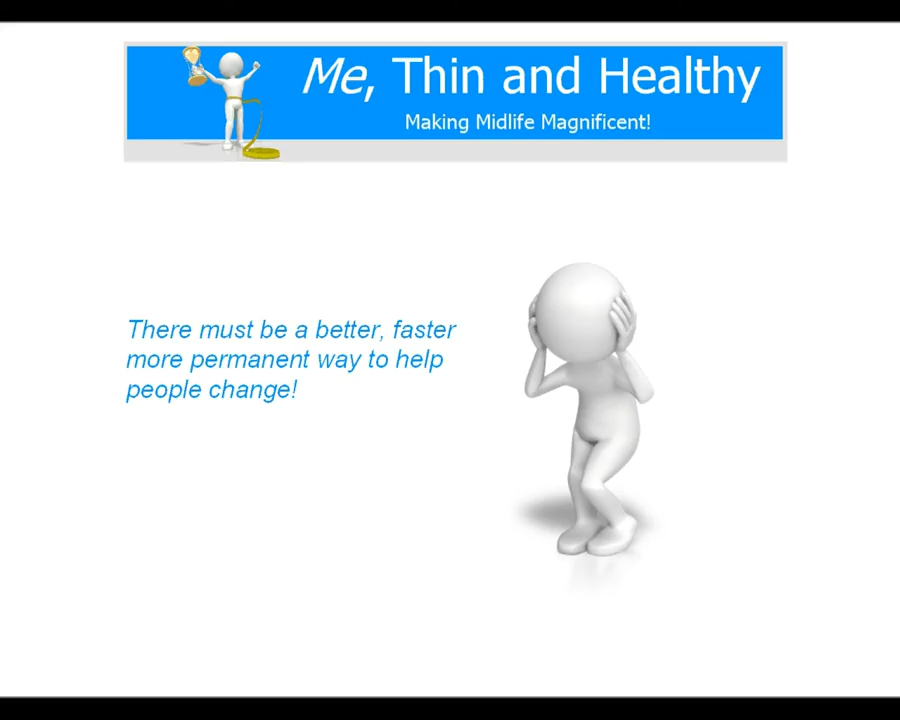 Me, Thin and Healthy
Making Midlife Magnificent!
There must be a better, faster
more permanent way to help
people change!